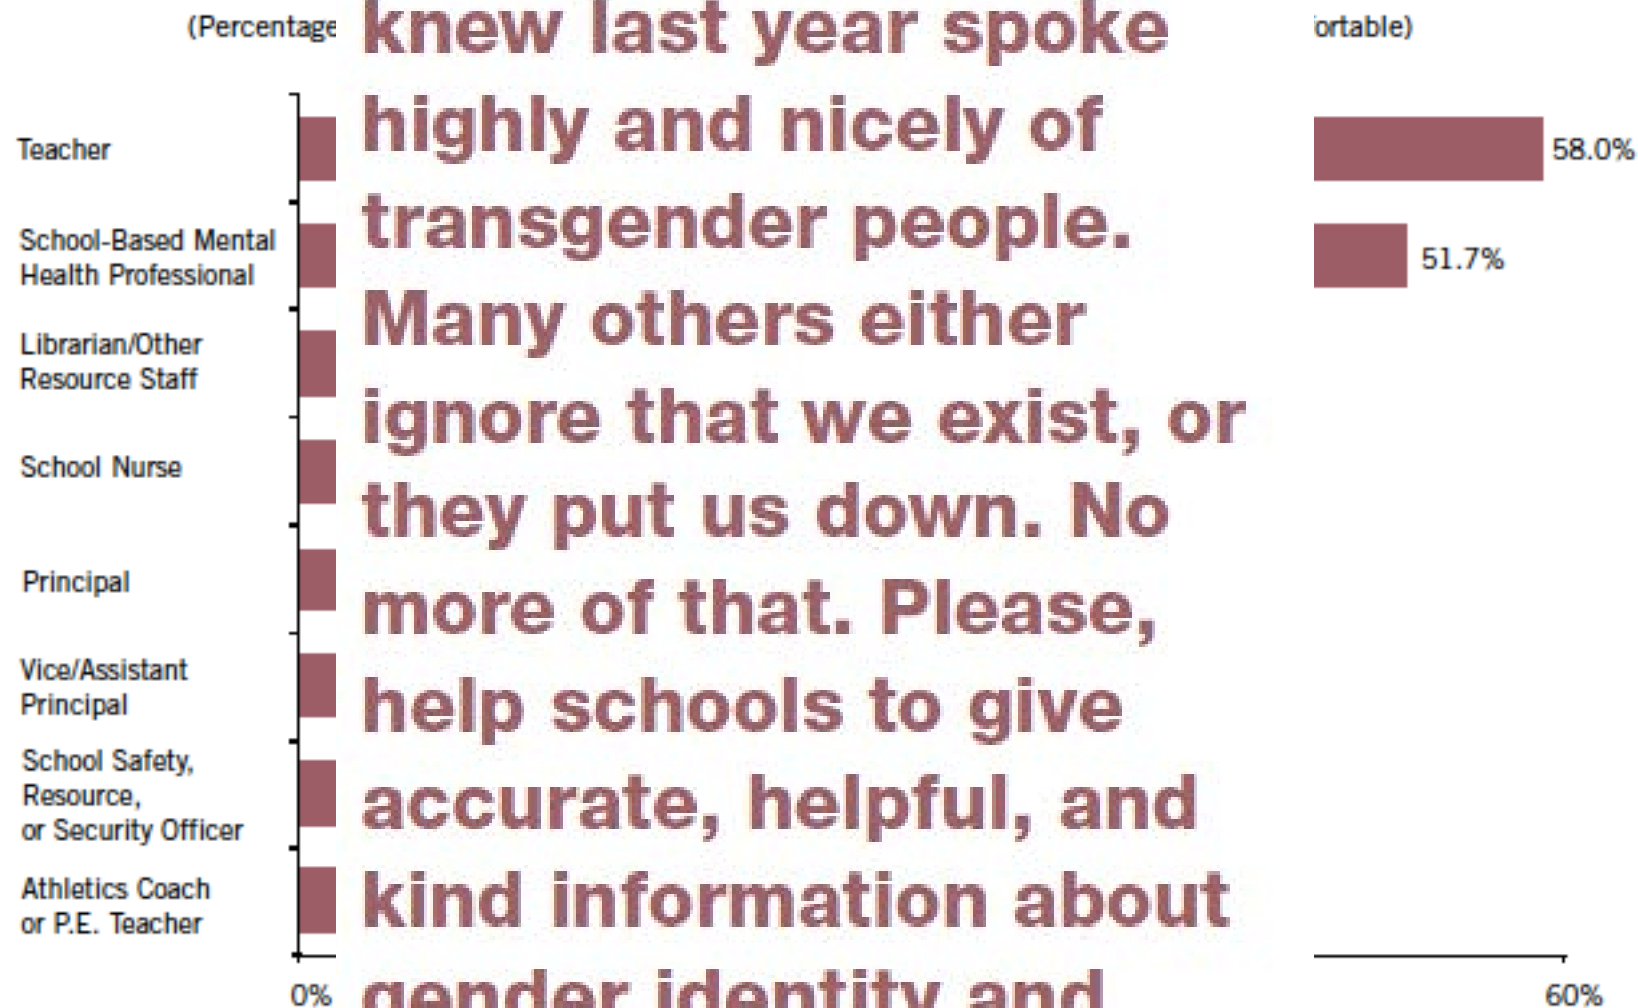 (Percentage
ortable)
knew last year spoke
highly and nicely of
transgender people.
Many others either
ignore that we exist, or
they put us down. No
more of that. Please,
help schools to give
accurate, helpful, and
kind information about
gender identity and
Teacher
58.0%
School-Based Mental
Health Professional
51.7%
Librarian/Other
Resource Staff
School Nurse
Principal
Vice/Assistant
Principal
School Safety,
Resource,
or Security Officer
Athletics Coach
or P.E. Teacher
0%
60%